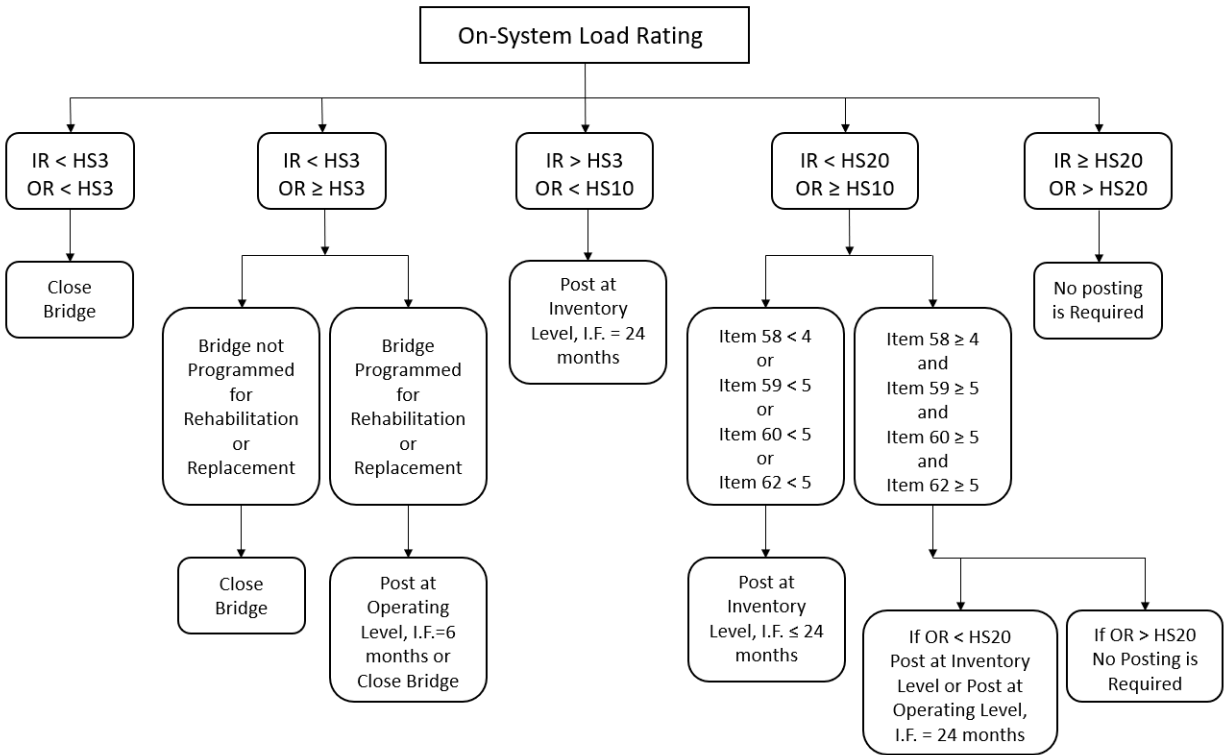 On-System Load Rating
IR < HS3
OR < HS3
IR < HS3
OR ≥ HS3
IR > HS3
OR < HS10
IR < HS20
OR ≥ HS10
IR ≥ HS20
OR > HS20
Close
Bridge
Bridge not
Programmed
for
Rehabilitation
or
Replacement
Bridge
Programmed
for
Rehabilitation
or
Replacement
Post at
Inventory
Level, I.F. = 24
months
Item 58 < 4
or
Item 59 < 5
or
Item 60 < 5
or
Item 62 < 5
Item 58 ≥ 4
and
Item 59 ≥ 5
and
Item 60 ≥ 5
and
Item 62 ≥ 5
No posting
is Required
Close
Bridge
Post at
Operating
Level, I.F.=6
months or
Close Bridge
Post at
Inventory
Level, I.F. ≤ 24
months
If OR < HS20
Post at Inventory
Level or Post at
Operating Level,
I.F. = 24 months
If OR > HS20
No Posting is
Required